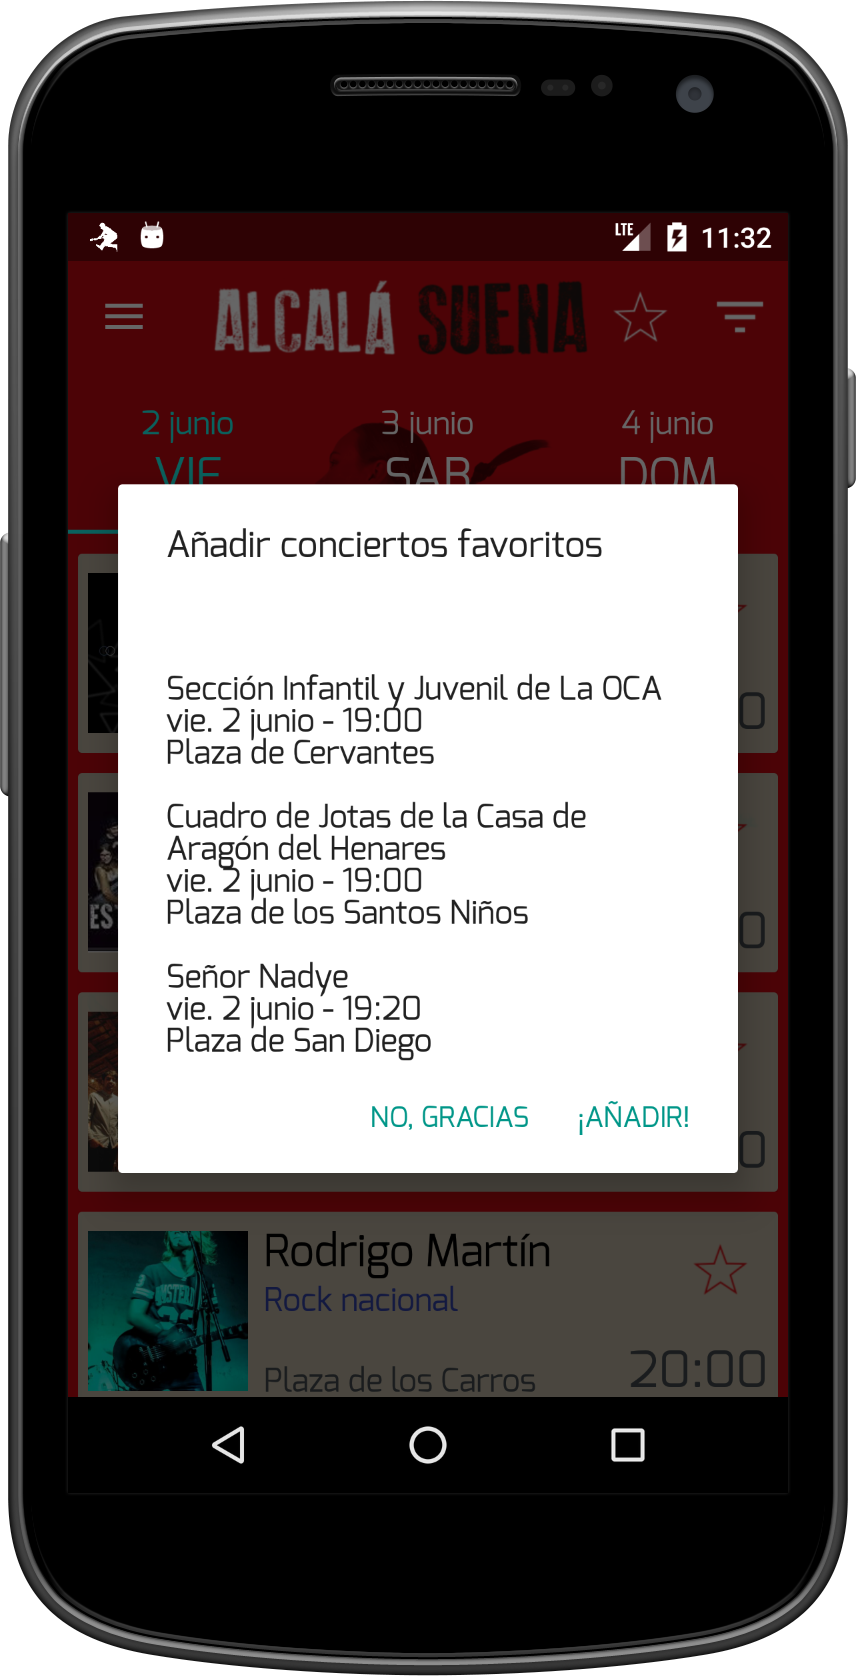 LTE 11:32
ALCALÁ SUENA
2 junio 3 junio 4 junio
VIE SAB DOM
Añadir conciertos favoritos
Sección Infantil y Juvenil de La OCA
vie. 2 junio - 19:00
Plaza de Cervantes
Cuadro de Jotas de la Casa de
Aragón del Henares
vie. 2 junio - 19:00
Plaza de los Santos Niños
Señor Nadye
vie. 2 junio - 19:20
Plaza de San Diego
NO, GRACIAS ¡AÑADIR!
Rodrigo Martín
Rock nacional
Plaza de los Carros 20:00